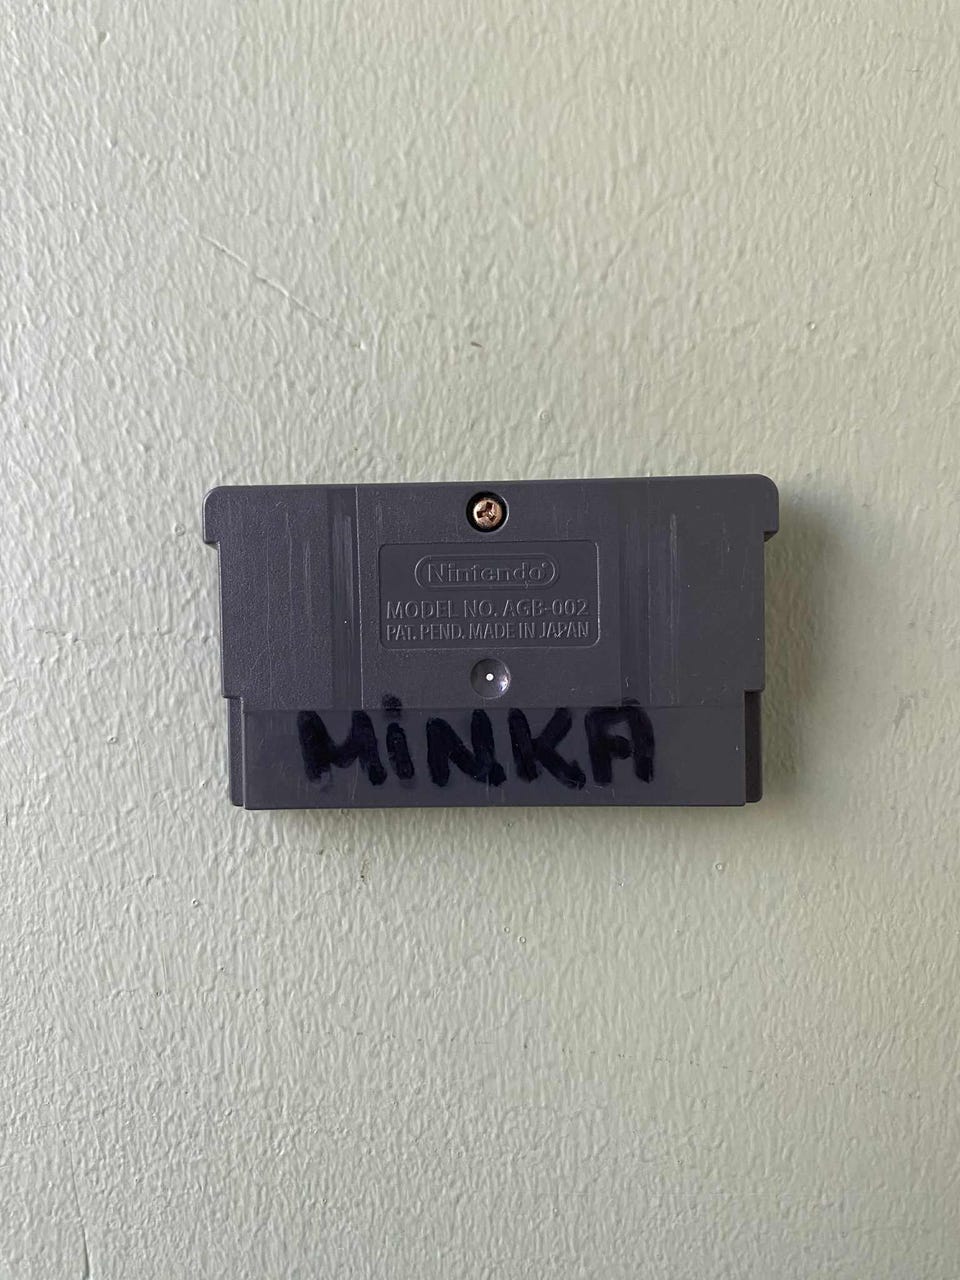 Nintendo
MODEL NO. AGB-002
PAT. PEND. MADE IN JAPAN
MiNKA